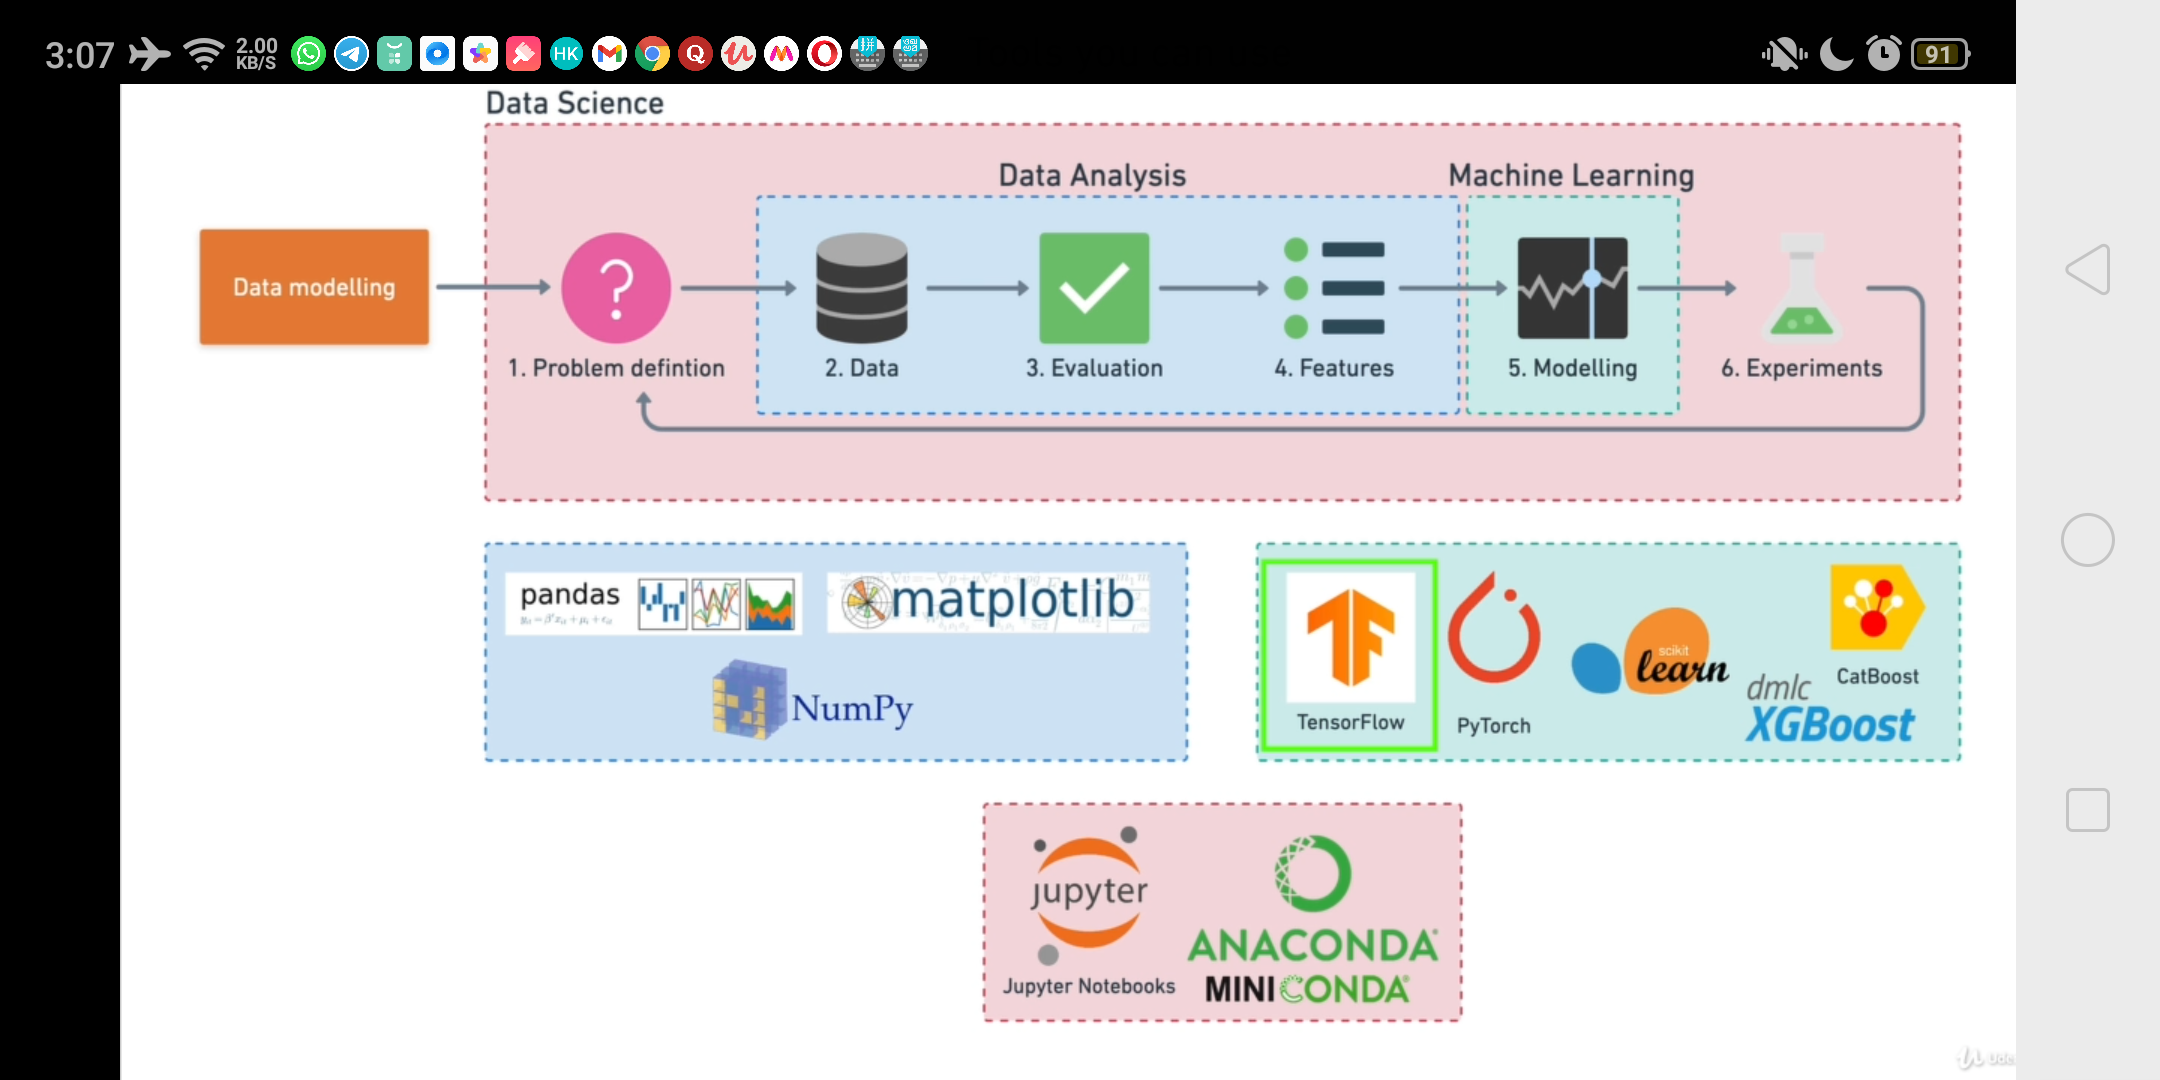 3:07
2.00
KB/S
HK
91
Data Science
Data Analysis
Machine Learning
Data modelling
1. Problem defintion
2. Data
3. Evaluation
4. Features
5. Modelling
6. Experiments
pandas
matplotlib
NumPy
TensorFlow
PyTorch
scikit
learn
CatBoost
dmlc
XGBoost
jupyter
Jupyter Notebooks
ANACONDA
MINICONDA